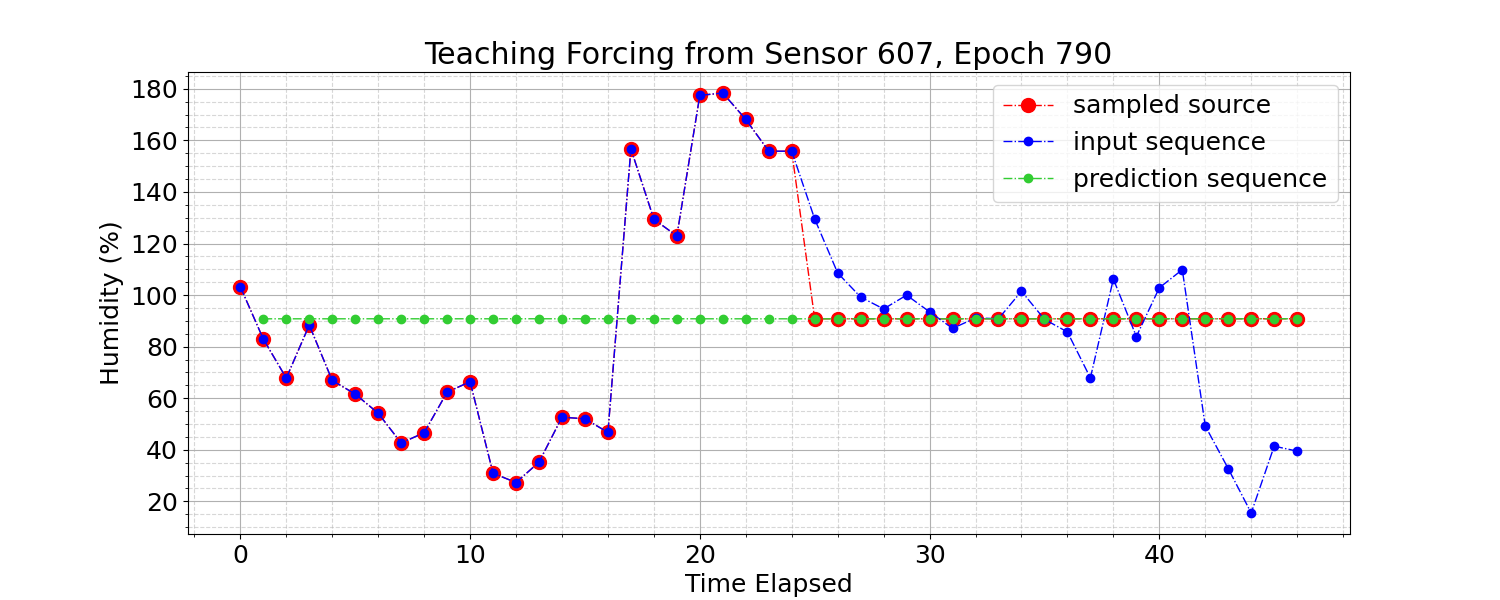 Teaching Forcing from Sensor 607, Epoch 790
sampled source
input sequence
prediction sequence
Humidity (%)
180
160
140
120
100
80
60
40
20
0 10 20 30 40
Time Elapsed